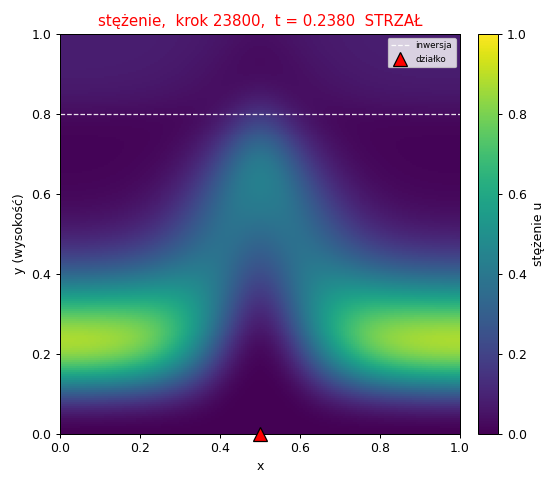 stężenie, krok 23800, t = 0.2380 STRZAŁ
inwersja
działko
1.0
0.8
0.6
0.4
0.2
0.0
y (wysokość)
0.0 0.2 0.4 0.6 0.8 1.0
x
1.0
0.8
0.6
0.4
0.2
0.0
stężenie u